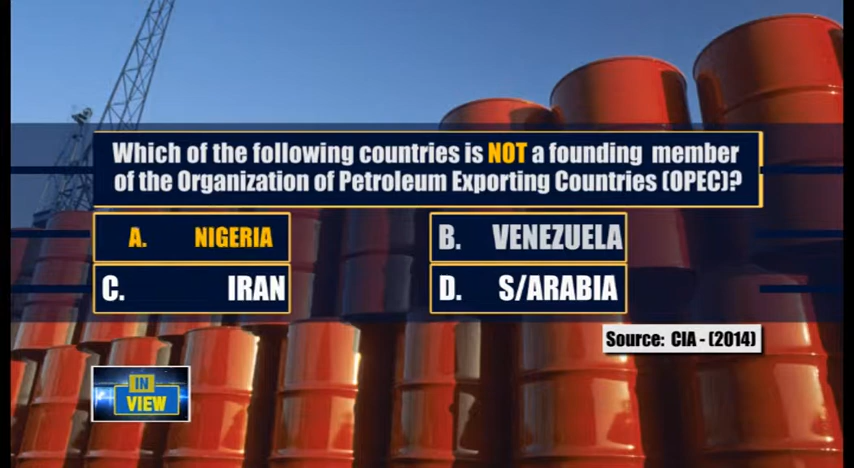 Which of the following countries is NOT a founding member
of the Organization of Petroleum Exporting Countries (OPEC)?
A. NIGERIA
B. VENEZUELA
C. IRAN
D. S/ARABIA
Source: CIA - (2014)
IN
VIEW